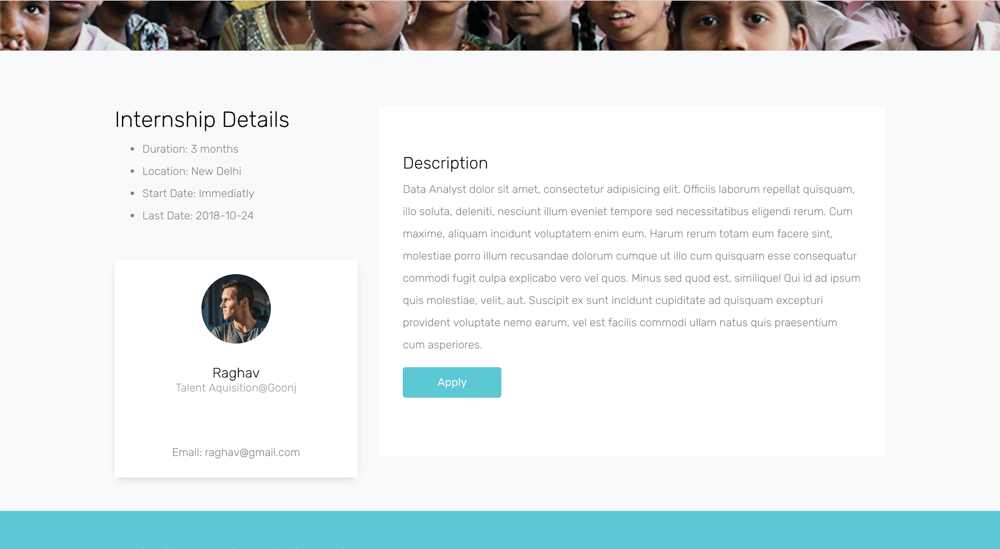 Internship Details
Duration: 3 months
Location: New Delhi
Start Date: Immediatly
Last Date: 2018-10-24
Raghav
Talent Aquisition@Goonj
Email: raghav@gmail.com
Description
Data Analyst dolor sit amet, consectetur adipisicing elit. Officiis laborum repellat quisquam,
illo soluta, deleniti, nesciunt illum eveniet tempore sed necessitatibus eligendi rerum. Cum
maxime, aliquam incidunt voluptatem enim eum. Harum rerum totam eum facere sint,
molestiae porro illum recusandae dolorum cumque ut illo cum quisquam esse consequatur
commodi fugit culpa explicabo vero vel quos. Minus sed quod est, similique! Qui id ad ipsum
quis molestiae, velit, aut. Suscipit ex sunt incidunt cupiditate ad quisquam excepturi
provident voluptate nemo earum, vel est facilis commodi ullam natus quis praesentium
cum asperiores.
Apply